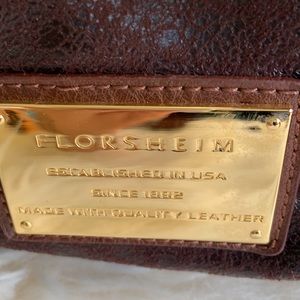 FLORSHEIM
ESTABLISHED IN USA
SINCE 1892
MADE WITH QUALITY LEATHER